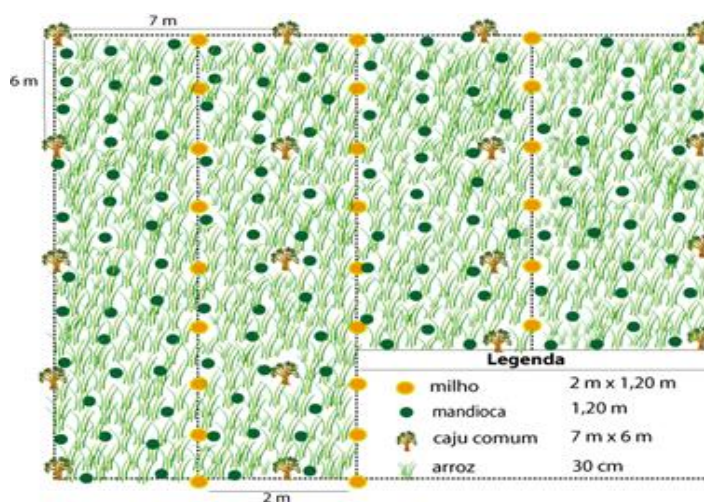 7 m
6 m
Legenda
milho 2 m x 1,20 m
mandioca 1,20 m
caju comum 7 m x 6 m
arroz 30 cm
2 m